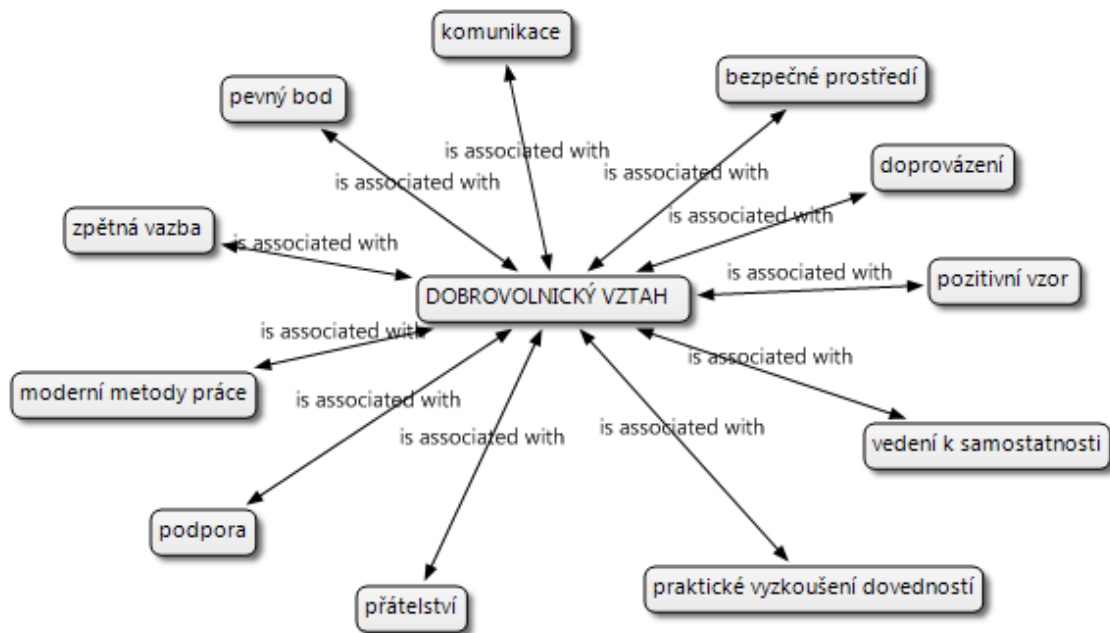 komunikace
bezpečné prostředí
pevný bod
is associated with
doprovázení
is associated with
is associated with
is associated with
zpětná vazba
is associated with
pozitivní vzor
is associated with
DOBROVOLNICKÝ VZTAH
is associated with
is associated with
moderní metody práce
is associated with
is associated with
is associated with
vedení k samostatnosti
podpora
praktické vyzkoušení dovedností
přátelství